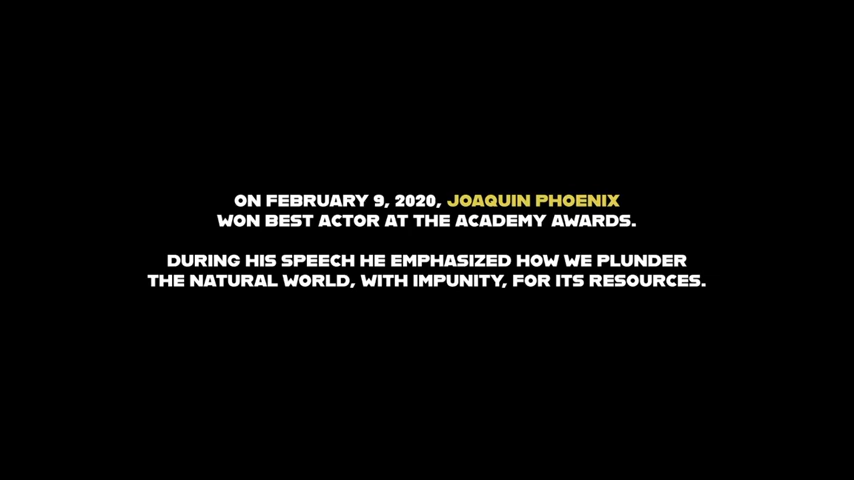 ON FEBRUARY 9, 2020, JOAQUIN PHOENIX
WON BEST ACTOR AT THE ACADEMY AWARDS.
DURING HIS SPEECH HE EMPHASIZED HOW WE PLUNDER
THE NATURAL WORLD, WITH IMPUNITY, FOR ITS RESOURCES.